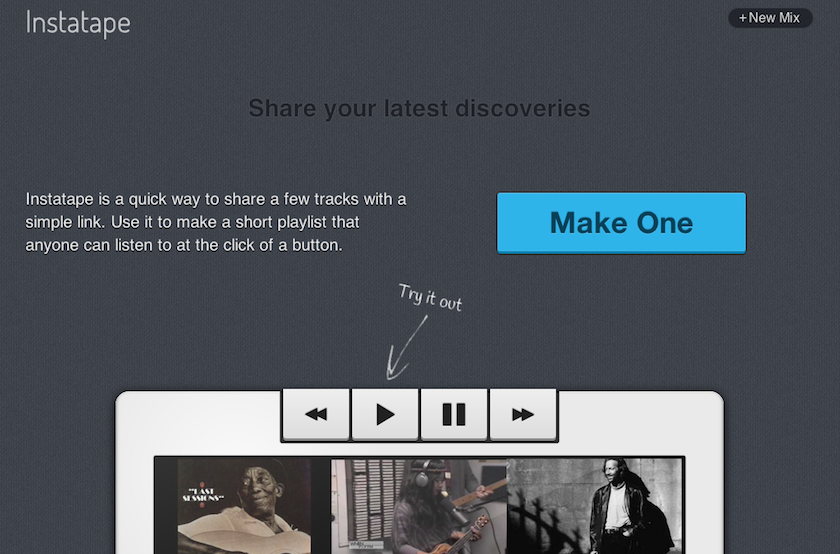 Instatape
+ New Mix
Share your latest discoveries
Instatape is a quick way to share a few tracks with a
simple link. Use it to make a short playlist that
anyone can listen to at the click of a button.
Make One
Try it out
"LAST
SESSIONS"